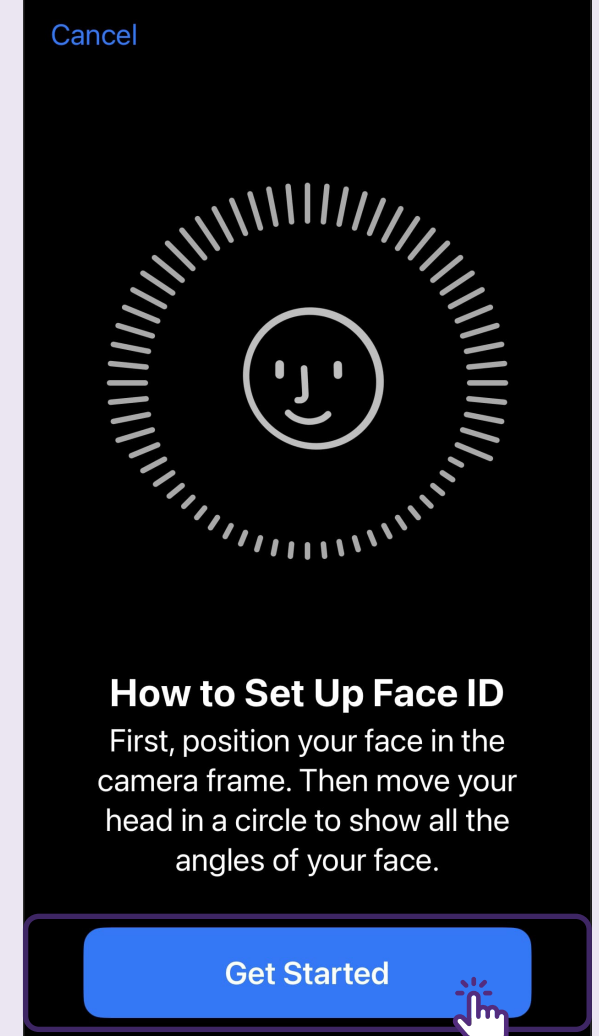 Cancel
How to Set Up Face ID
First, position your face in the
camera frame. Then move your
head in a circle to show all the
angles of your face.
Get Started